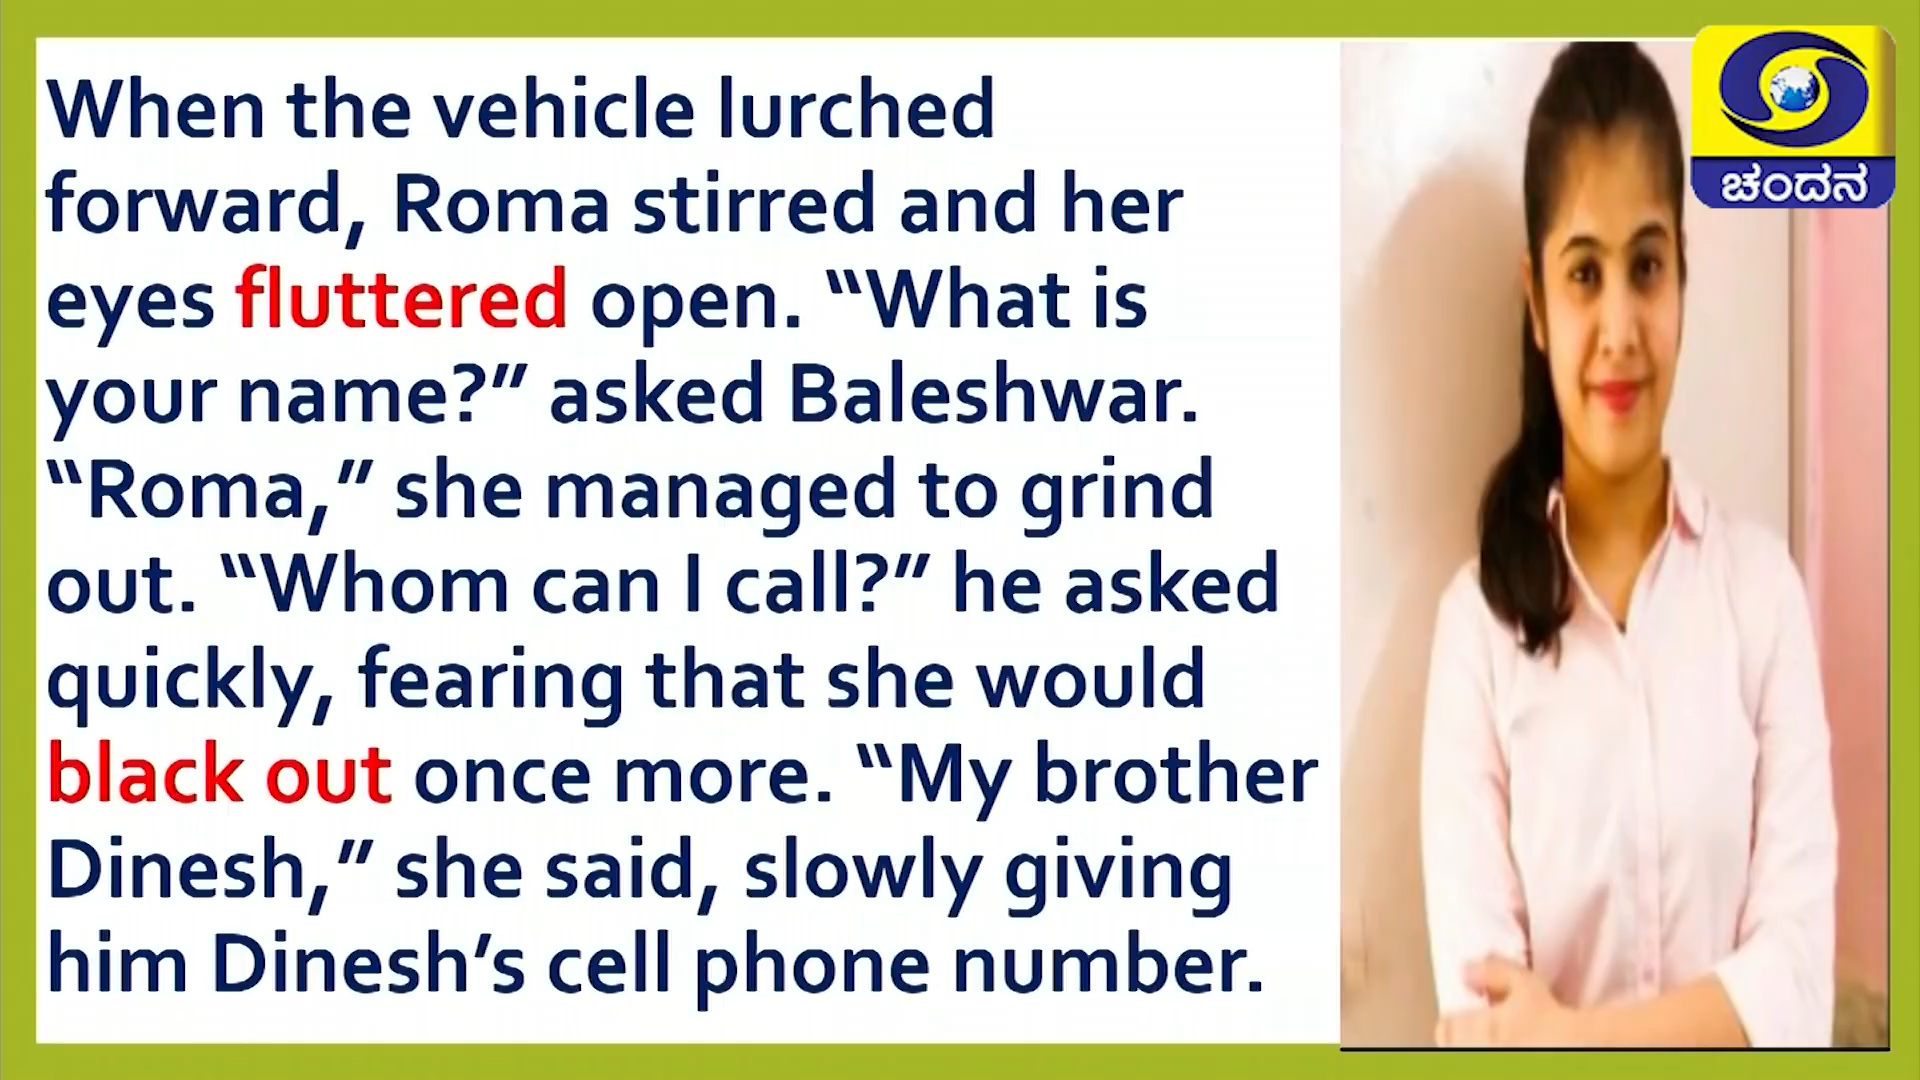 When the vehicle lurched
forward, Roma stirred and her
eyes fluttered open. “What is
your name?” asked Baleshwar.
“Roma,” she managed to grind
out. “Whom can I call?” he asked
quickly, fearing that she would
black out once more. “My brother
Dinesh,” she said, slowly giving
him Dinesh’s cell phone number.
ಚಂದನ